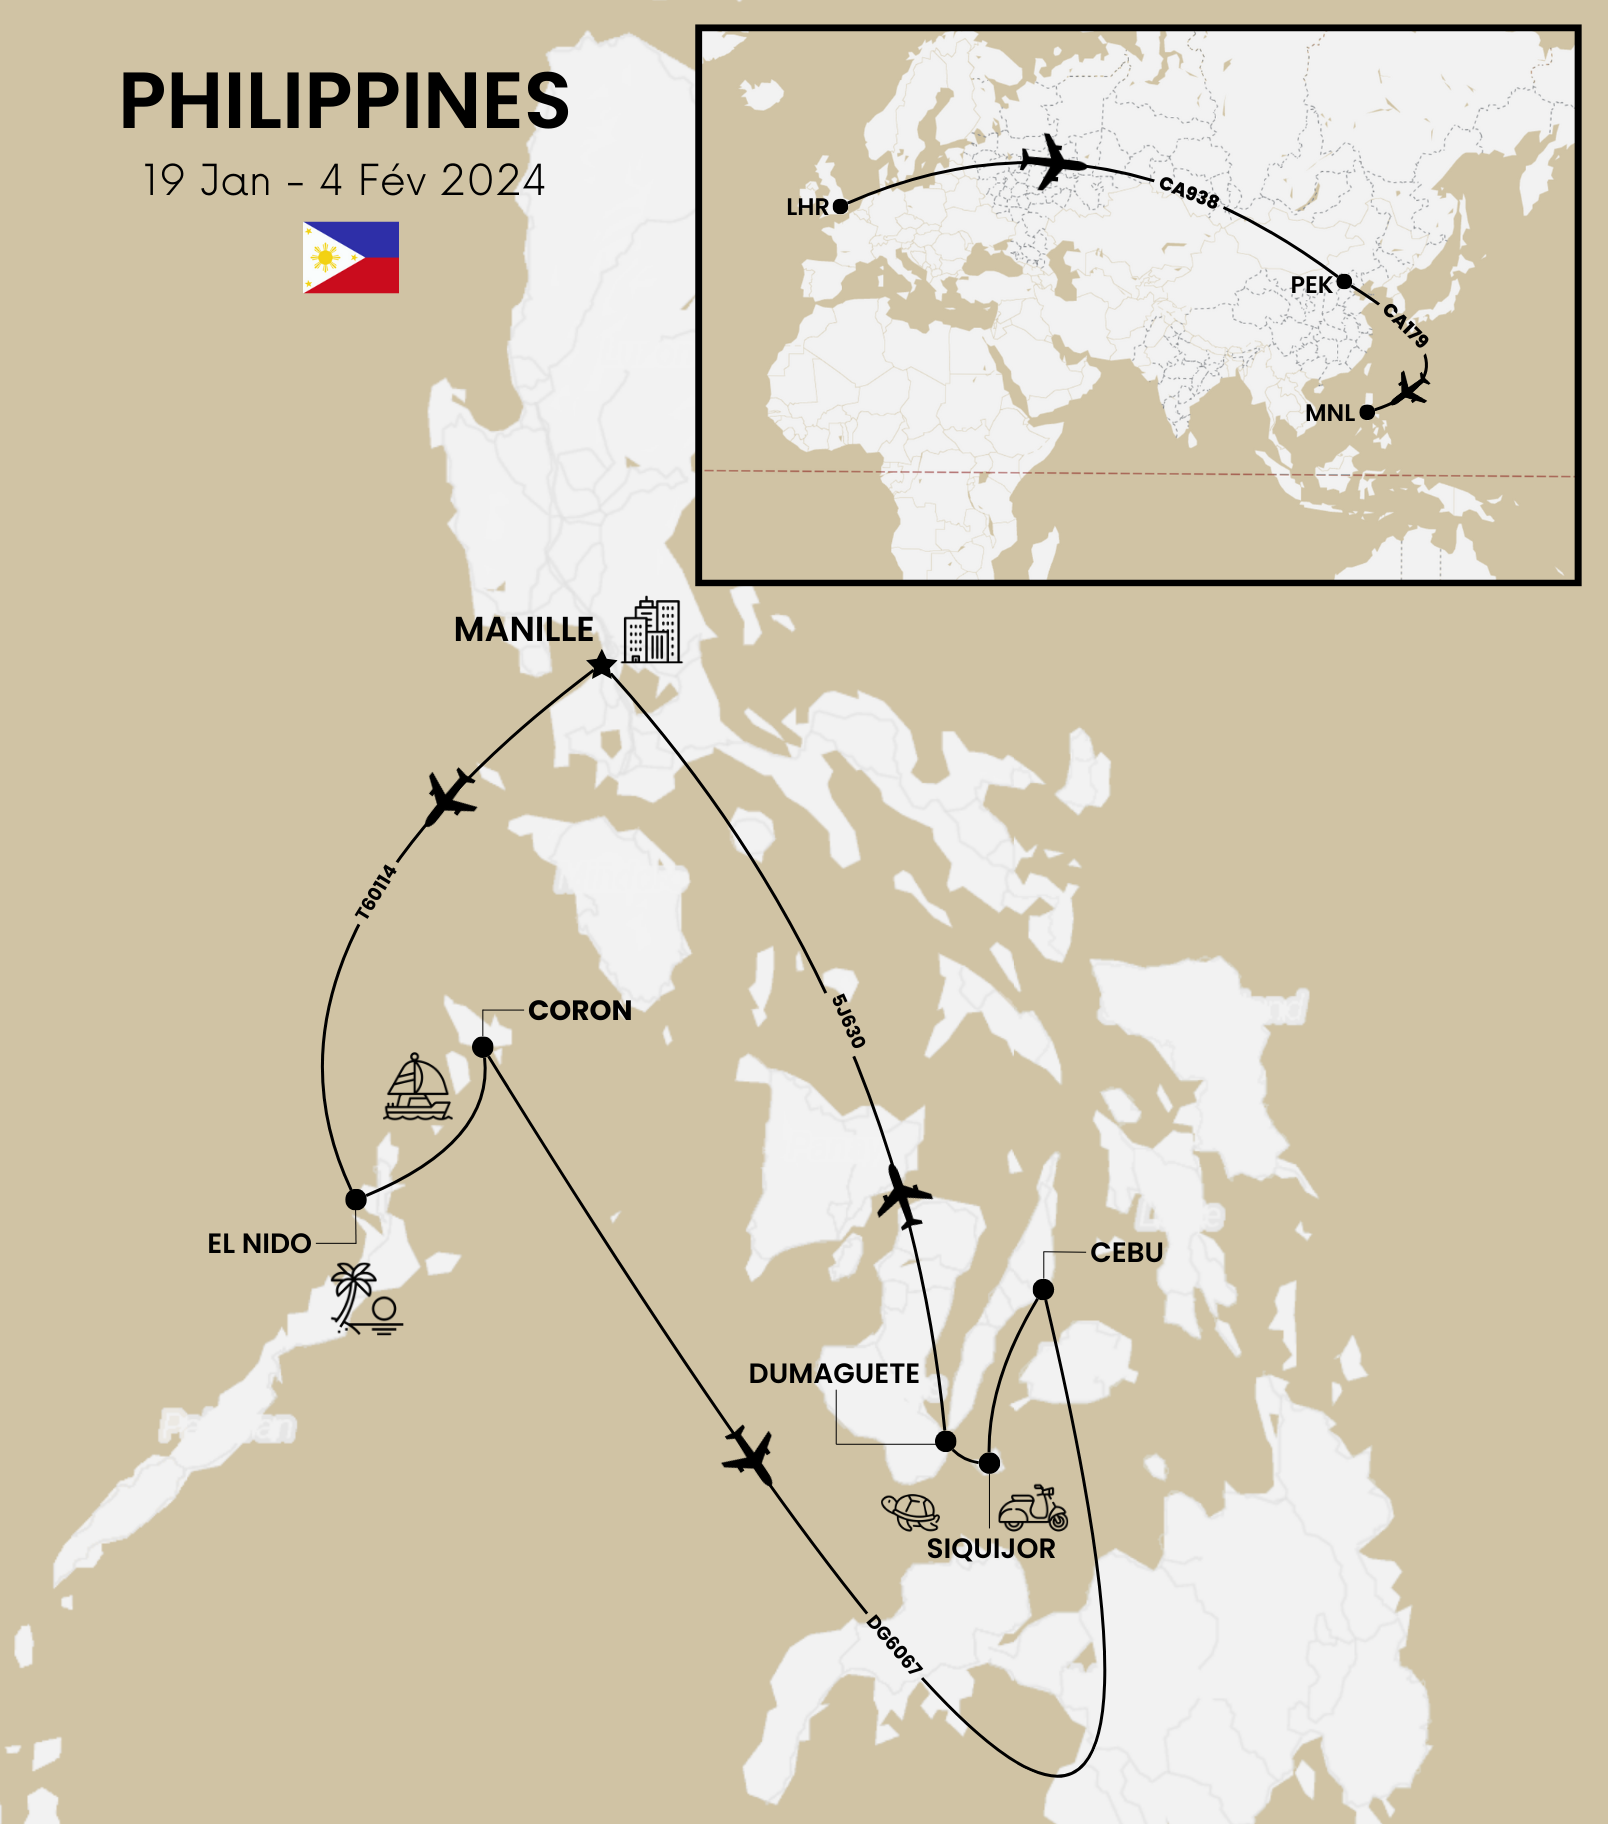 PHILIPPINES
19 Jan - 4 Fév 2024
LHR
CA938
PEK
CA179
MNL
MANILLE
T60114
CORON
5J630
EL NIDO
CEBU
DUMAGUETE
SIQUIJOR
DG6067